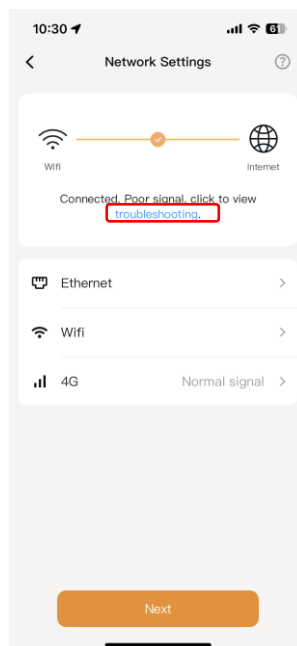 10:30
61
Network Settings
Wifi
Internet
Connected. Poor signal, click to view
troubleshooting.
Ethernet
Wifi
4G Normal signal
Next